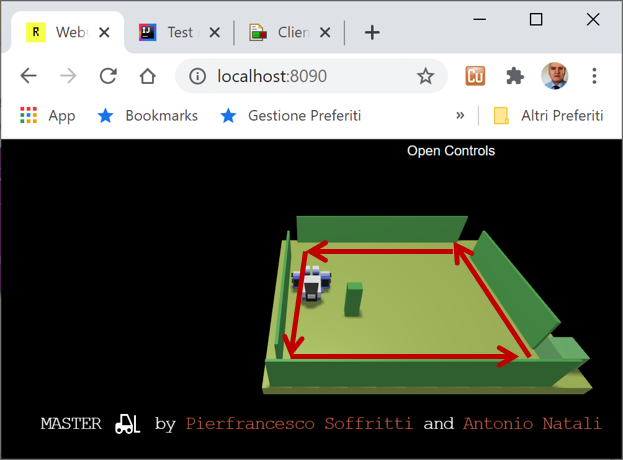 R Web Test Clien
localhost:8090 Cu
App Bookmarks Gestione Preferiti » Altri Preferiti
Open Controls
MASTER by Pierfrancesco Soffritti and Antonio Natali